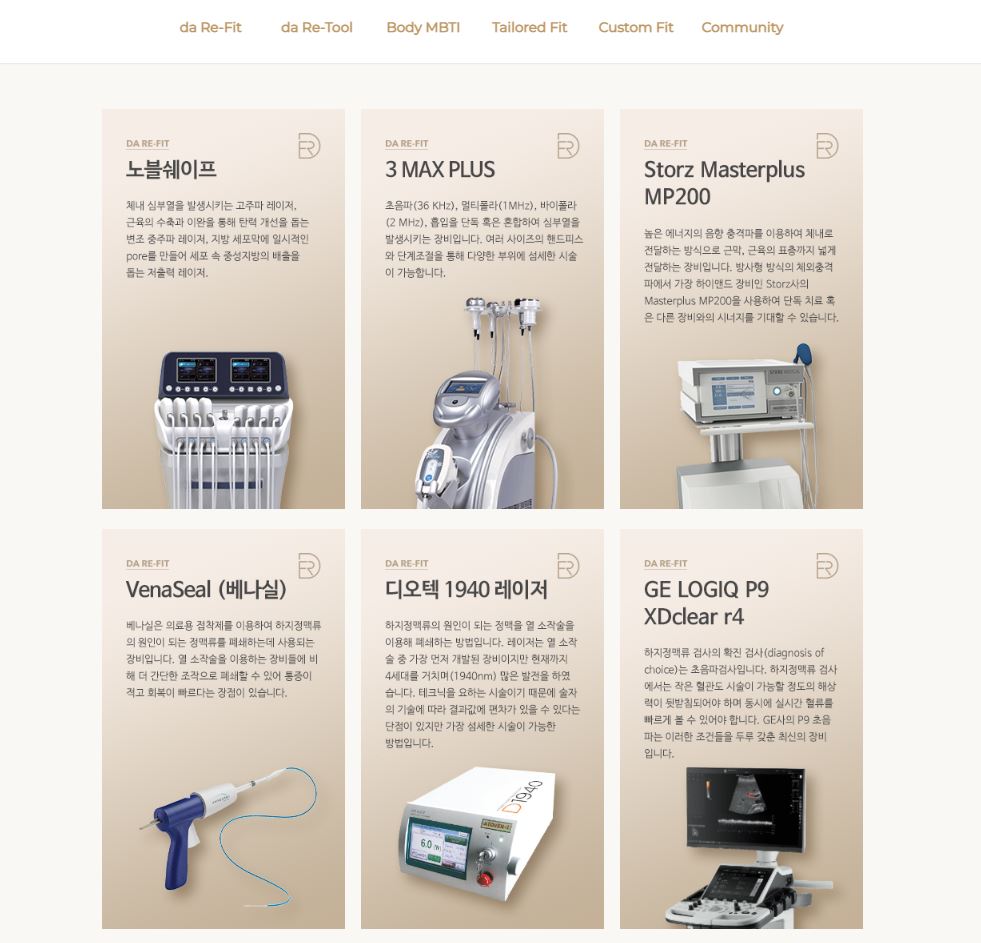 da Re-Fit da Re-Tool Body MBTI Tailored Fit Custom Fit Community
DA RE-FIT
노블쉐이프
체내 심부열을 발생시키는 고주파 레이저,
근육의 수축과 이완을 통해 탄력 개선을 돕는
변조 중주파 레이저, 지방 세포막에 일시적인
pore를 만들어 세포 속 중성지방의 배출을
돕는 저출력 레이저.
DA RE-FIT
3 MAX PLUS
초음파(36 KHz), 멀티폴라(1MHz), 바이폴라
(2 MHz), 흡입을 단독 혹은 혼합하여 심부열을
발생시키는 장비입니다. 여러 사이즈의 핸드피스
와 단계조절을 통해 다양한 부위에 섬세한 시술
이 가능합니다.
DA RE-FIT
Storz Masterplus
MP200
높은 에너지의 음향 충격파를 이용하여 체내로
전달하는 방식으로 근막, 근육의 표층까지 넓게
전달하는 장비입니다. 방사형 방식의 체외충격
파에서 가장 하이앤드 장비인 Storz사의
Masterplus MP200을 사용하여 단독 치료 혹
은 다른 장비와의 시너지를 기대할 수 있습니다.
STORZ MEDICAL
DA RE-FIT
VenaSeal (베나실)
베나실은 의료용 접착제를 이용하여 하지정맥류
의 원인이 되는 정맥류를 폐쇄하는데 사용되는
장비입니다. 열 소작술을 이용하는 장비들에 비
해 더 간단한 조작으로 폐쇄할 수 있어 통증이
적고 회복이 빠르다는 장점이 있습니다.
DA RE-FIT
디오텍 1940 레이저
하지정맥류의 원인이 되는 정맥을 열 소작술을
이용해 폐쇄하는 방법입니다. 레이저는 열 소작
술 중 가장 먼저 개발된 장비이지만 현재까지
4세대를 거치며(1940nm) 많은 발전을 하였
습니다. 테크닉을 요하는 시술이기 때문에 술자
의 기술에 따라 결과값에 편차가 있을 수 있다는
단점이 있지만 가장 섬세한 시술이 가능한
방법입니다.
D1940
6.0
DA RE-FIT
GE LOGIQ P9
XDclear r4
하지정맥류 검사의 확진 검사(diagnosis of
choice)는 초음파검사입니다. 하지정맥류 검사
에서는 작은 혈관도 시술이 가능할 정도의 해상
력이 뒷받침되어야 하며 동시에 실시간 혈류를
빠르게 볼 수 있어야 합니다. GE사의 P9 초음
파는 이러한 조건들을 두루 갖춘 최신의 장비
입니다.